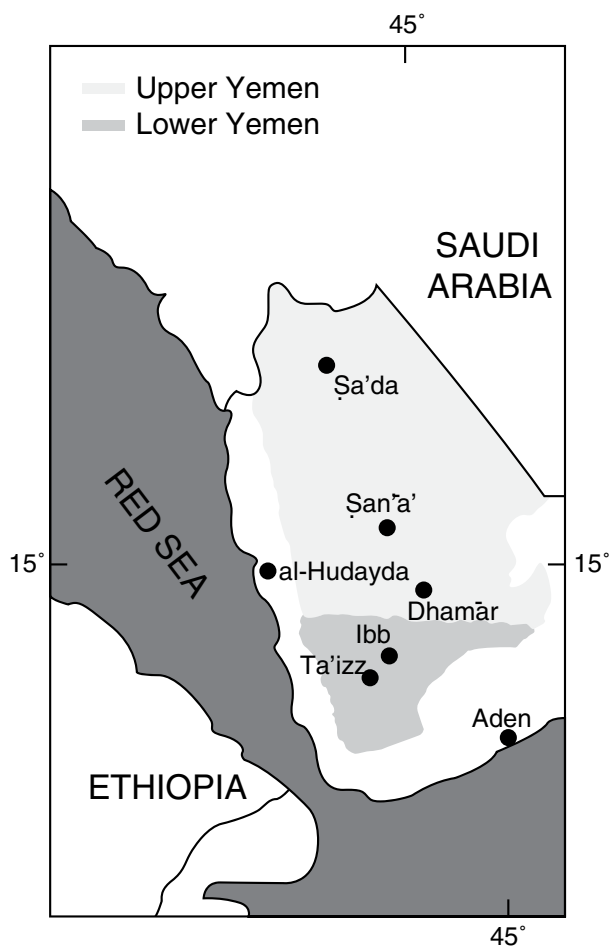 45°
Upper Yemen
Lower Yemen
SAUDI
ARABIA
Ṣa'da
RED SEA
Ṣan'ā'
15°
al-Hudayda
15°
Dhamār
Ibb
Ta'izz
Aden
ETHIOPIA
45°